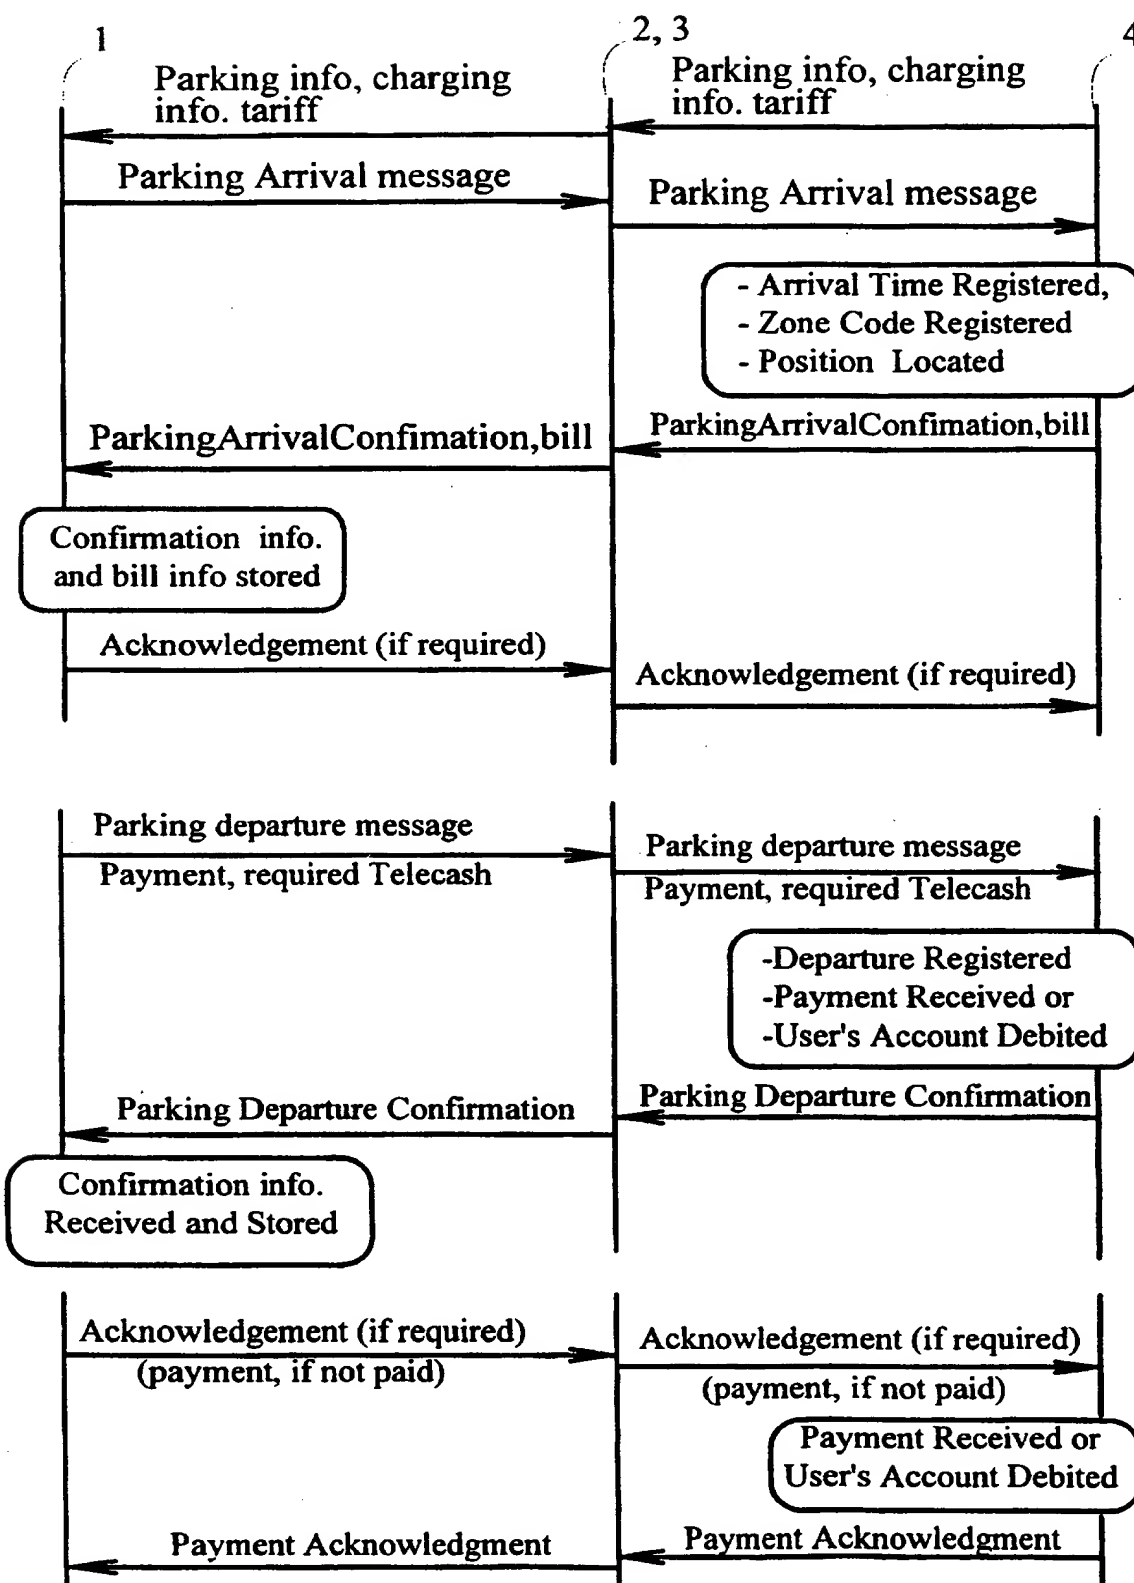 1
2, 3
4
Parking info, charging
info. tariff
Parking info, charging
info. tariff
Parking Arrival message
Parking Arrival message
- Arrival Time Registered,
- Zone Code Registered
- Position Located
ParkingArrivalConfimation,bill
ParkingArrivalConfimation,bill
Confirmation info.
and bill info stored
Acknowledgement (if required)
Acknowledgement (if required)
Parking departure message
Payment, required Telecash
Parking departure message
Payment, required Telecash
-Departure Registered
-Payment Received or
-User's Account Debited
Parking Departure Confirmation
Parking Departure Confirmation
Confirmation info.
Received and Stored
Acknowledgement (if required)
(payment, if not paid)
Acknowledgement (if required)
(payment, if not paid)
Payment Received or
User's Account Debited
Payment Acknowledgment
Payment Acknowledgment